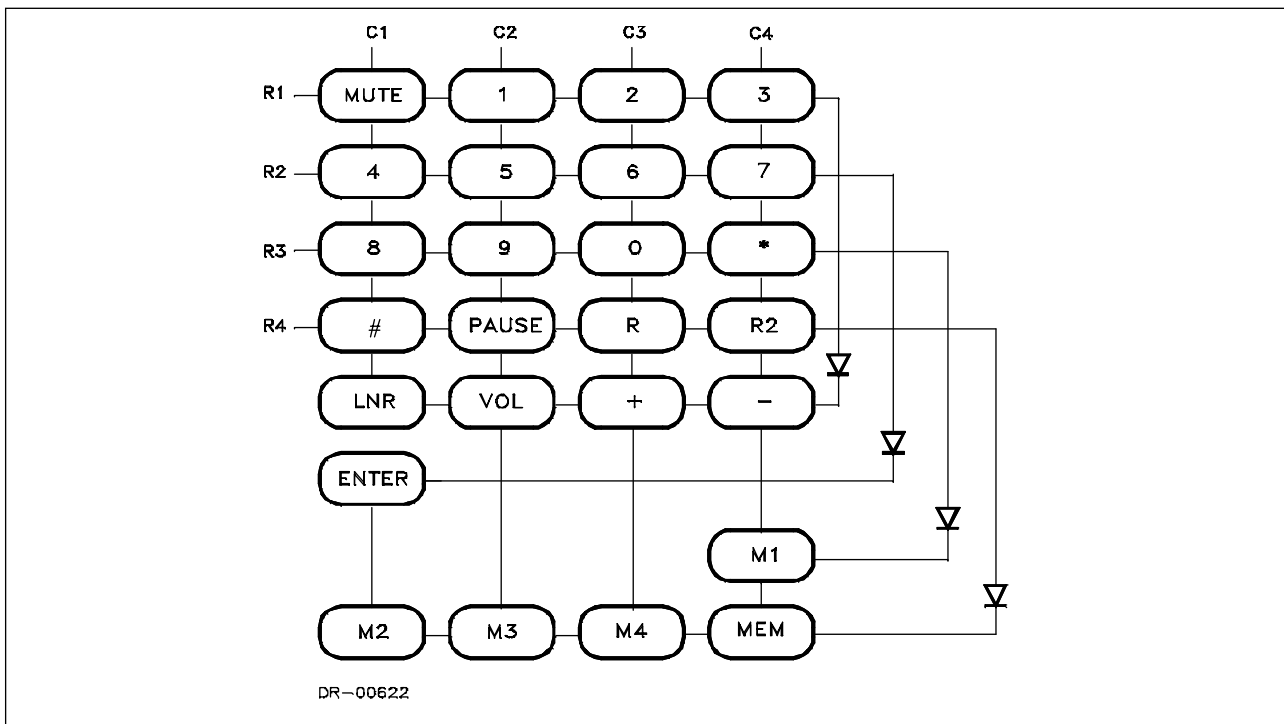 C1 C2 C3 C4
R1 MUTE 1 2 3
R2 4 5 6 7
R3 8 9 0 *
R4 # PAUSE R R2
LNR VOL + -
ENTER
M1
M2 M3 M4 MEM
DR-00622